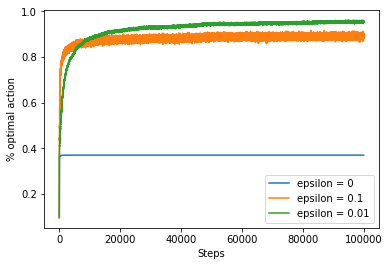 1.0
0.8
0.6
0.4
0.2
% optimal action
epsilon = 0
epsilon = 0.1
epsilon = 0.01
0 20000 40000 60000 80000 100000
Steps